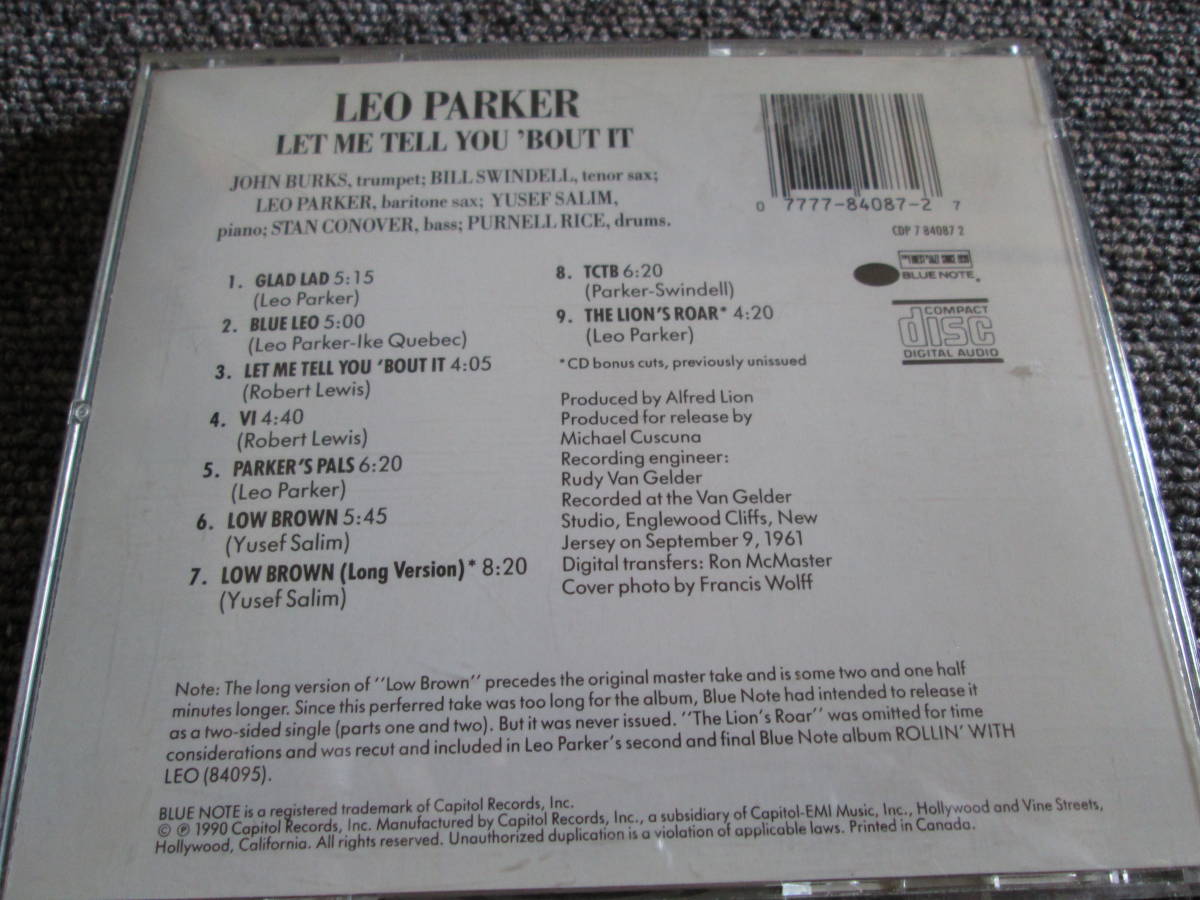 LEO PARKER
LET ME TELL YOU ’BOUT IT
JOHN BURKS, trumpet; BILL SWINDELL, tenor sax;
LEO PARKER, baritone sax; YUSEF SALIM,
piano; STAN CONOVER, bass; PURNELL RICE, drums.
0 7777-84087-2 7
CDP 7 84087 2
BLUE NOTE
COMPACT
disc
DIGITAL AUDIO
1. GLAD LAD 5:15
(Leo Parker)
2. BLUE LEO 5:00
(Leo Parker-Ike Quebec)
3. LET ME TELL YOU ’BOUT IT 4:05
(Robert Lewis)
4. VI 4:40
(Robert Lewis)
5. PARKER’S PALS 6:20
(Leo Parker)
6. LOW BROWN 5:45
(Yusef Salim)
7. LOW BROWN (Long Version)* 8:20
(Yusef Salim)
8. TCTB 6:20
(Parker-Swindell)
9. THE LION’S ROAR* 4:20
(Leo Parker)
*CD bonus cuts, previously unissued
Produced by Alfred Lion
Produced for release by
Michael Cuscuna
Recording engineer:
Rudy Van Gelder
Recorded at the Van Gelder
Studio, Englewood Cliffs, New
Jersey on September 9, 1961
Digital transfers: Ron McMaster
Cover photo by Francis Wolff
Note: The long version of ''Low Brown'' precedes the original master take and is some two and one half
minutes longer. Since this perferred take was too long for the album, Blue Note had intended to release it
as a two-sided single (parts one and two). But it was never issued. ''The Lion's Roar'' was omitted for time
considerations and was recut and included in Leo Parker's second and final Blue Note album ROLLIN' WITH
LEO (84095).
BLUE NOTE is a registered trademark of Capitol Records, Inc.
© ℗ 1990 Capitol Records, Inc. Manufactured by Capitol Records, Inc., a subsidiary of Capitol-EMI Music, Inc., Hollywood and Vine Streets,
Hollywood, California. All rights reserved. Unauthorized duplication is a violation of applicable laws. Printed in Canada.